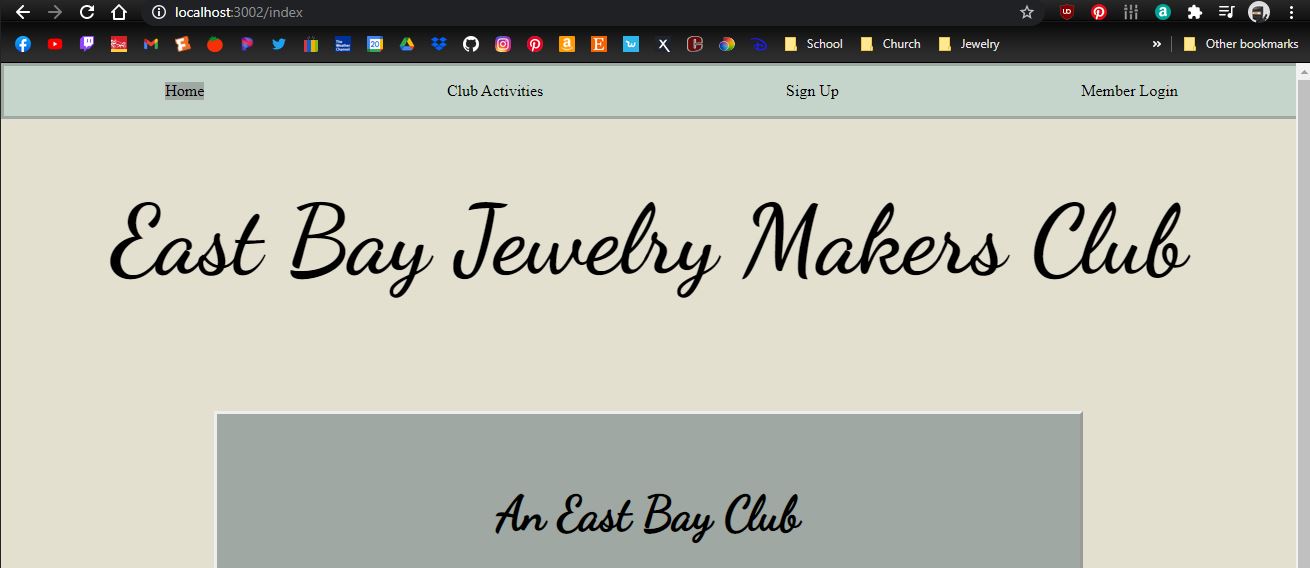 localhost:3002/index
School Church Jewelry » Other bookmarks
Home Club Activities Sign Up Member Login
East Bay Jewelry Makers Club
An East Bay Club